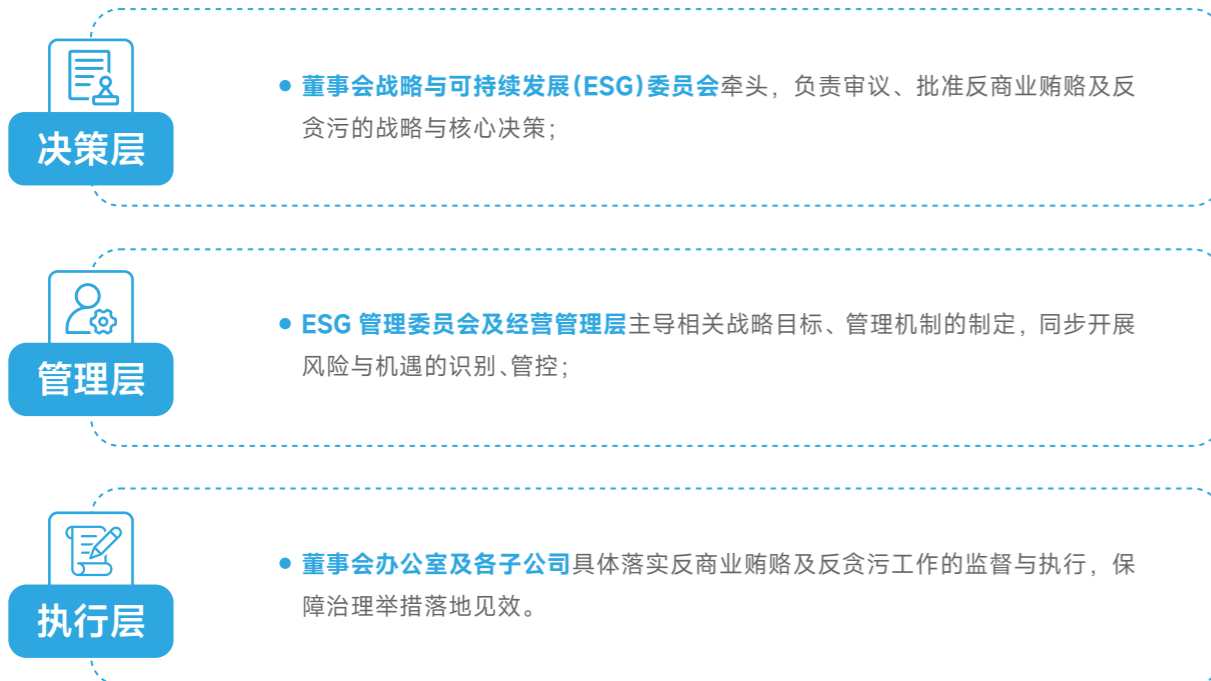 决策层
● 董事会战略与可持续发展(ESG)委员会牵头，负责审议、批准反商业贿赂及反
贪污的战略与核心决策；
管理层
● ESG 管理委员会及经营管理层主导相关战略目标、管理机制的制定，同步开展
风险与机遇的识别、管控；
执行层
● 董事会办公室及各子公司具体落实反商业贿赂及反贪污工作的监督与执行，保
障治理举措落地见效。